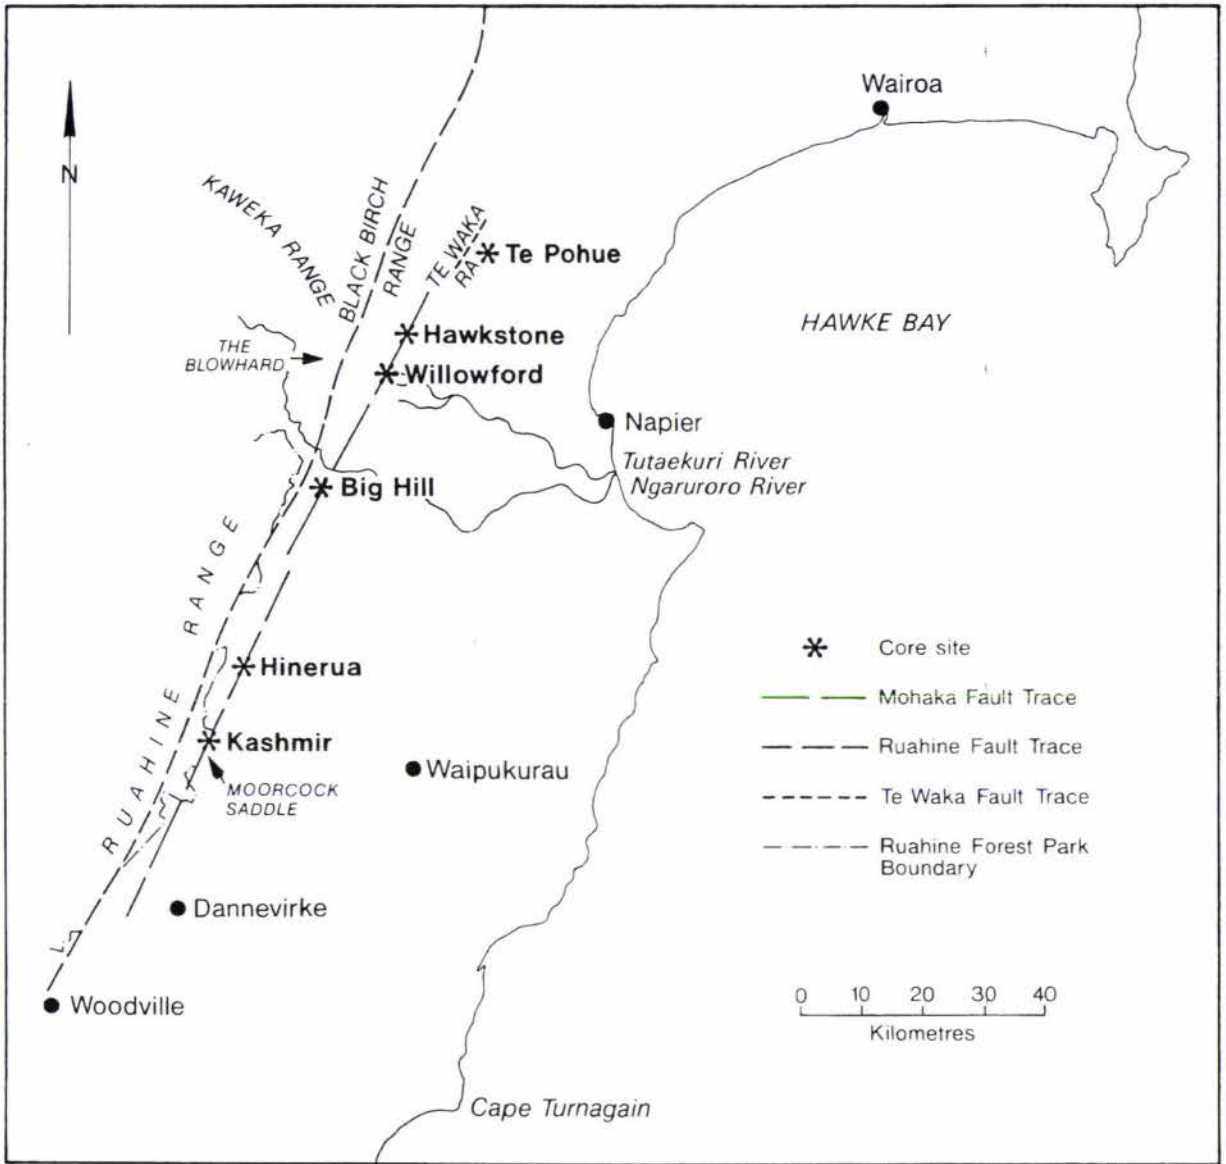 Wairoa
N
KAWEKA RANGE
BLACK BIRCH
RANGE
TE WAKA
RA
Te Pohue
HAWKE BAY
Hawkstone
THE
BLOWHARD
Willowford
Napier
Tutaekuri River
Ngaruroro River
Big Hill
RUAHINE RANGE
Hinerua
Kashmir
MOORCOCK
SADDLE
Waipukurau
Dannevirke
Woodville
Cape Turnagain
Core site
Mohaka Fault Trace
Ruahine Fault Trace
Te Waka Fault Trace
Ruahine Forest Park
Boundary
0 10 20 30 40
Kilometres